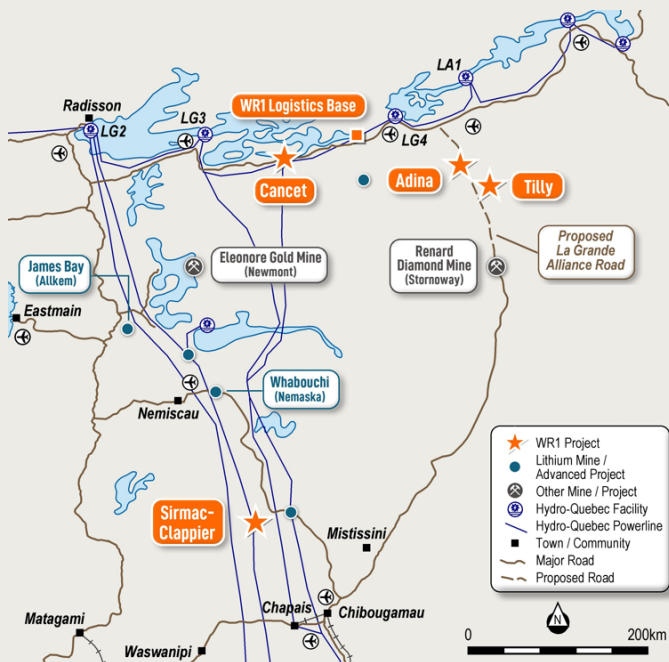 LA1
WR1 Logistics Base
Radisson
LG3
LG2
LG4
Cancet
Adina
Tilly
Eleonore Gold Mine
(Newmont)
Renard
Diamond Mine
(Stornoway)
Proposed
La Grande
Alliance Road
James Bay
(Allkem)
Eastmain
Whabouchi
(Nemaska)
Nemiscau
Sirmac-
Clappier
Mistissini
Chapais
Chibougamau
Matagami
Waswanipi
WR1 Project
Lithium Mine /
Advanced Project
Other Mine / Project
Hydro-Quebec Facility
Hydro-Quebec Powerline
Town / Community
Major Road
Proposed Road
N
0
200km